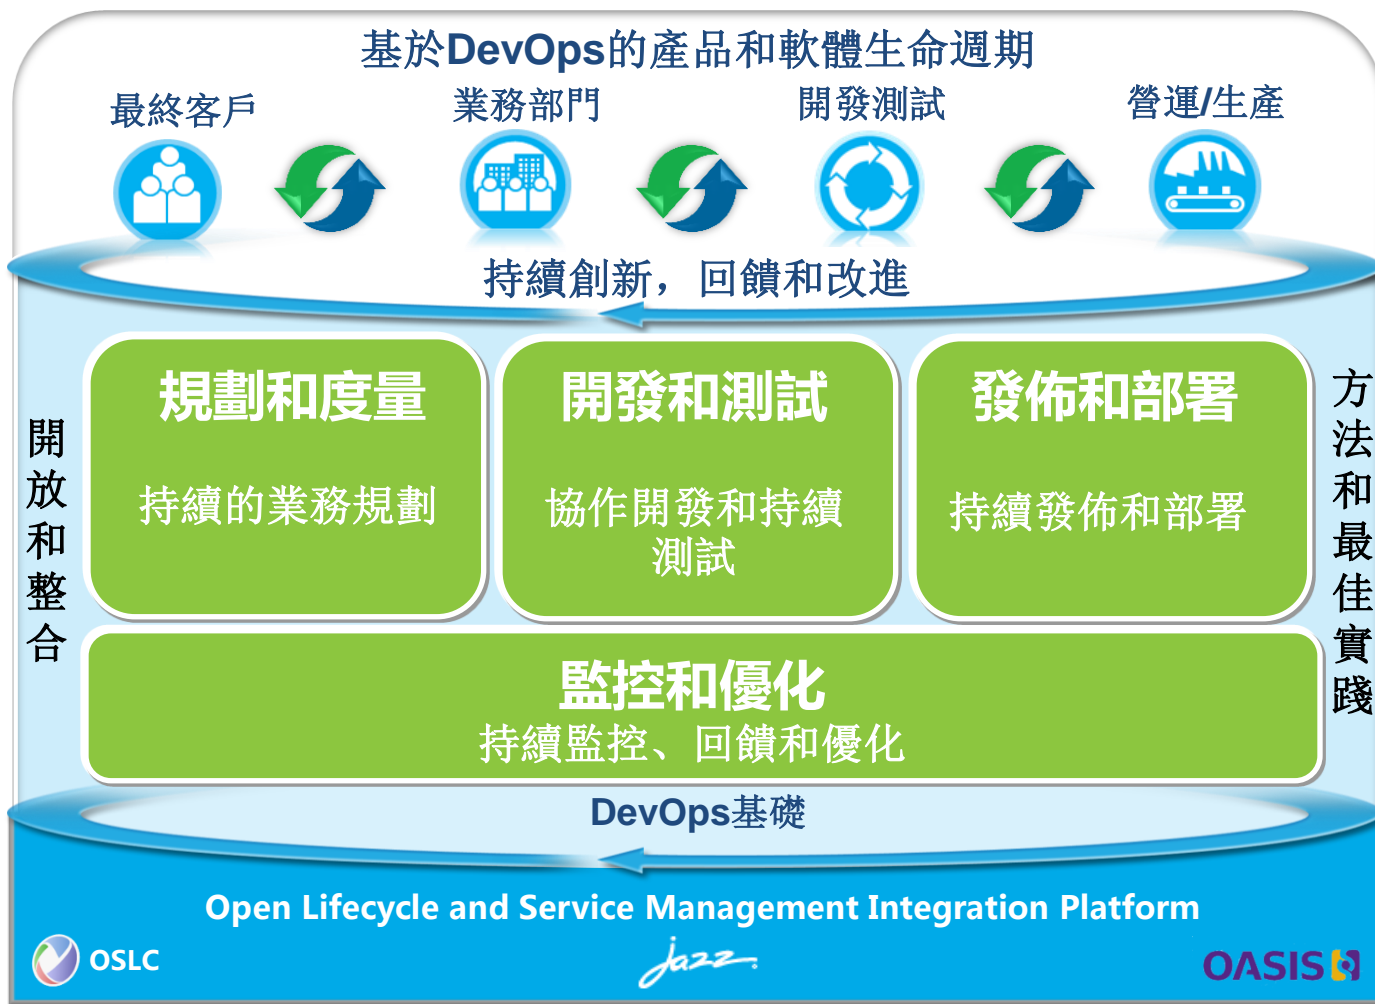 基於DevOps的產品和軟體生命週期
最終客戶
業務部門
開發測試
營運/生產
持續創新，回饋和改進
開放和整合
規劃和度量
持續的業務規劃
開發和測試
協作開發和持續
測試
發佈和部署
持續發佈和部署
方法和最佳實踐
監控和優化
持續監控、回饋和優化
DevOps基礎
Open Lifecycle and Service Management Integration Platform
OSLC
jazz
OASIS